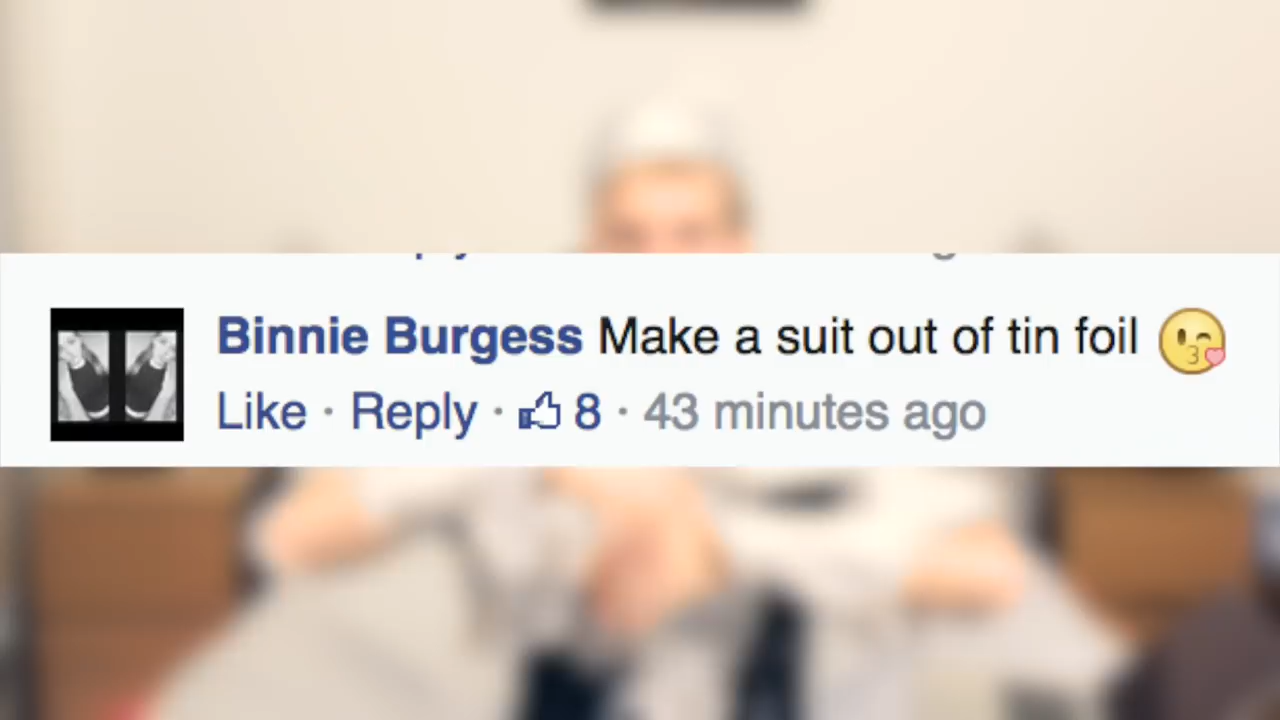 Binnie Burgess Make a suit out of tin foil 😘
Like · Reply · 8 · 43 minutes ago